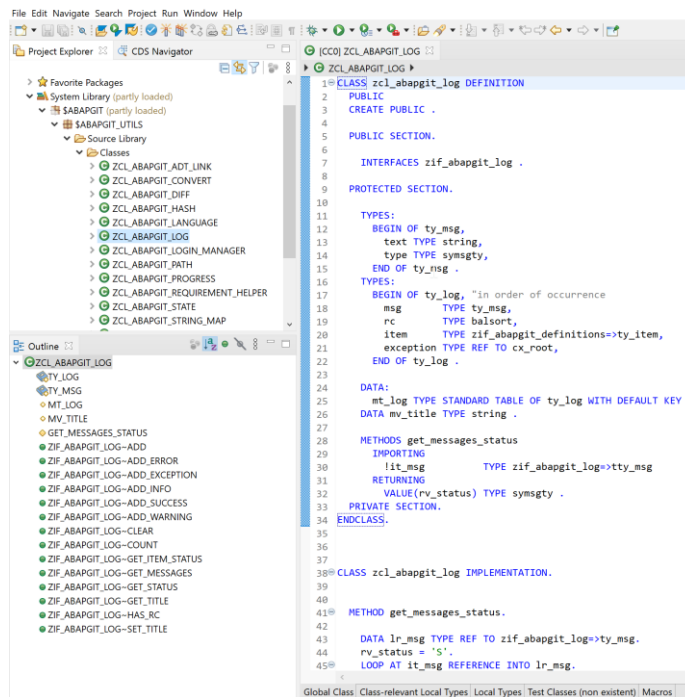 File Edit Navigate Search Project Run Window Help
Project Explorer
CDS Navigator
Favorite Packages
System Library (partly loaded)
$ABAPGIT (partly loaded)
$ABAPGIT_UTILS
Source Library
Classes
ZCL_ABAPGIT_ADT_LINK
ZCL_ABAPGIT_CONVERT
ZCL_ABAPGIT_DIFF
ZCL_ABAPGIT_HASH
ZCL_ABAPGIT_LANGUAGE
ZCL_ABAPGIT_LOG
ZCL_ABAPGIT_LOGIN_MANAGER
ZCL_ABAPGIT_PATH
ZCL_ABAPGIT_PROGRESS
ZCL_ABAPGIT_REQUIREMENT_HELPER
ZCL_ABAPGIT_STATE
ZCL_ABAPGIT_STRING_MAP
Outline
ZCL_ABAPGIT_LOG
TY_LOG
TY_MSG
MT_LOG
MV_TITLE
GET_MESSAGES_STATUS
ZIF_ABAPGIT_LOG~ADD
ZIF_ABAPGIT_LOG~ADD_ERROR
ZIF_ABAPGIT_LOG~ADD_EXCEPTION
ZIF_ABAPGIT_LOG~ADD_INFO
ZIF_ABAPGIT_LOG~ADD_SUCCESS
ZIF_ABAPGIT_LOG~ADD_WARNING
ZIF_ABAPGIT_LOG~CLEAR
ZIF_ABAPGIT_LOG~COUNT
ZIF_ABAPGIT_LOG~GET_ITEM_STATUS
ZIF_ABAPGIT_LOG~GET_MESSAGES
ZIF_ABAPGIT_LOG~GET_STATUS
ZIF_ABAPGIT_LOG~GET_TITLE
ZIF_ABAPGIT_LOG~HAS_RC
ZIF_ABAPGIT_LOG~SET_TITLE
[CC0] ZCL_ABAPGIT_LOG
ZCL_ABAPGIT_LOG
1 CLASS zcl_abapgit_log DEFINITION
2 PUBLIC
3 CREATE PUBLIC .
4
5 PUBLIC SECTION.
6
7 INTERFACES zif_abapgit_log .
8
9 PROTECTED SECTION.
10
11 TYPES:
12 BEGIN OF ty_msg,
13 text TYPE string,
14 type TYPE symsgty,
15 END OF ty_msg .
16 TYPES:
17 BEGIN OF ty_log, "in order of occurrence
18 msg TYPE ty_msg,
19 rc TYPE balsort,
20 item TYPE zif_abapgit_definitions=>ty_item,
21 exception TYPE REF TO cx_root,
22 END OF ty_log .
23
24 DATA:
25 mt_log TYPE STANDARD TABLE OF ty_log WITH DEFAULT KEY
26 DATA mv_title TYPE string .
27
28 METHODS get_messages_status
29 IMPORTING
30 !it_msg TYPE zif_abapgit_log=>tty_msg
31 RETURNING
32 VALUE(rv_status) TYPE symsgty .
33 PRIVATE SECTION.
34 ENDCLASS.
35
36
37
38 CLASS zcl_abapgit_log IMPLEMENTATION.
39
40
41 METHOD get_messages_status.
42
43 DATA lr_msg TYPE REF TO zif_abapgit_log=>ty_msg.
44 rv_status = 'S'.
45 LOOP AT it_msg REFERENCE INTO lr_msg.
Global Class Class-relevant Local Types Local Types Test Classes (non existent) Macros